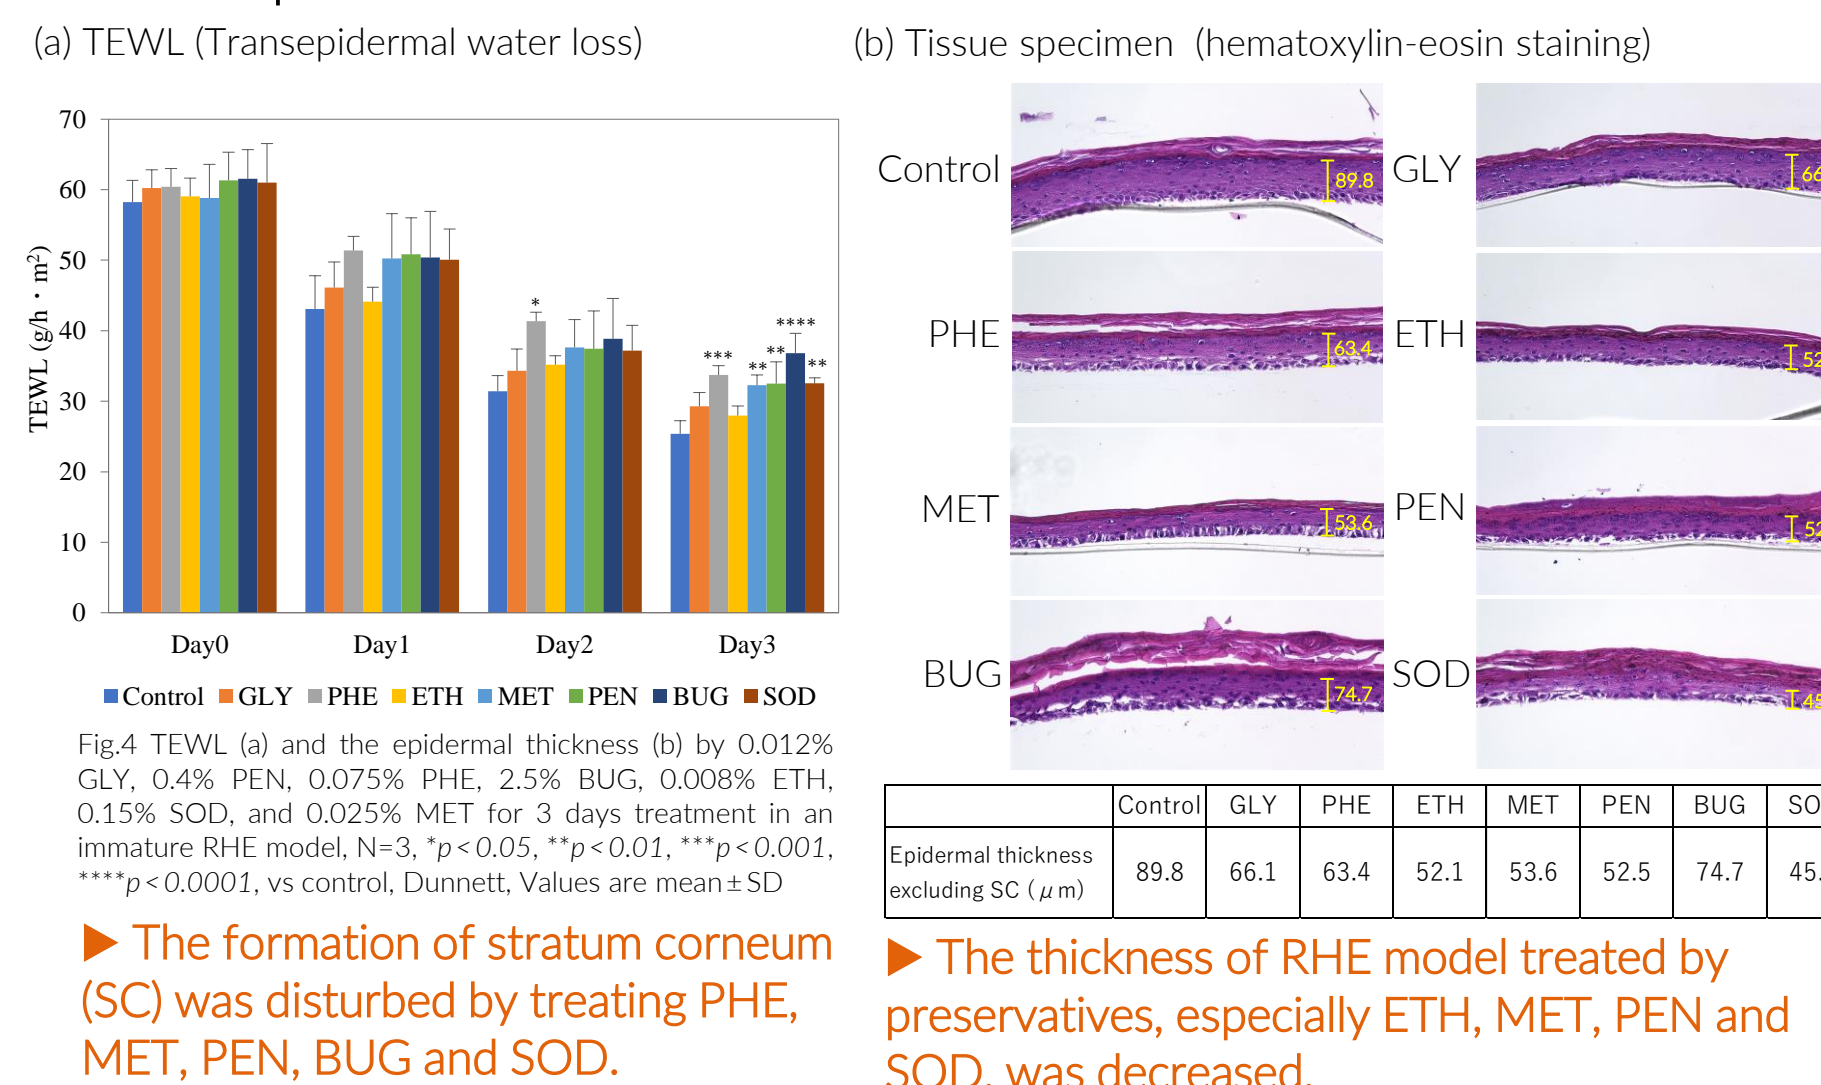 (a) TEWL (Transepidermal water loss)
70
60
50
40
30
20
10
0
TEWL (g/h・m²)
*
***
**
**
****
**
Day0 Day1 Day2 Day3
Control GLY PHE ETH MET PEN BUG SOD
Fig.4 TEWL (a) and the epidermal thickness (b) by 0.012%
GLY, 0.4% PEN, 0.075% PHE, 2.5% BUG, 0.008% ETH,
0.15% SOD, and 0.025% MET for 3 days treatment in an
immature RHE model, N=3, *p<0.05, **p<0.01, ***p<0.001,
****p<0.0001, vs control, Dunnett, Values are mean±SD
▶ The formation of stratum corneum
(SC) was disturbed by treating PHE,
MET, PEN, BUG and SOD.
(b) Tissue specimen (hematoxylin-eosin staining)
Control 89.8 GLY 66
PHE 63.4 ETH 52
MET 53.6 PEN 52
BUG 74.7 SOD 45
Control GLY PHE ETH MET PEN BUG SO
Epidermal thickness
excluding SC (μm) 89.8 66.1 63.4 52.1 53.6 52.5 74.7 45.
▶ The thickness of RHE model treated by
preservatives, especially ETH, MET, PEN and
SOD, was decreased.